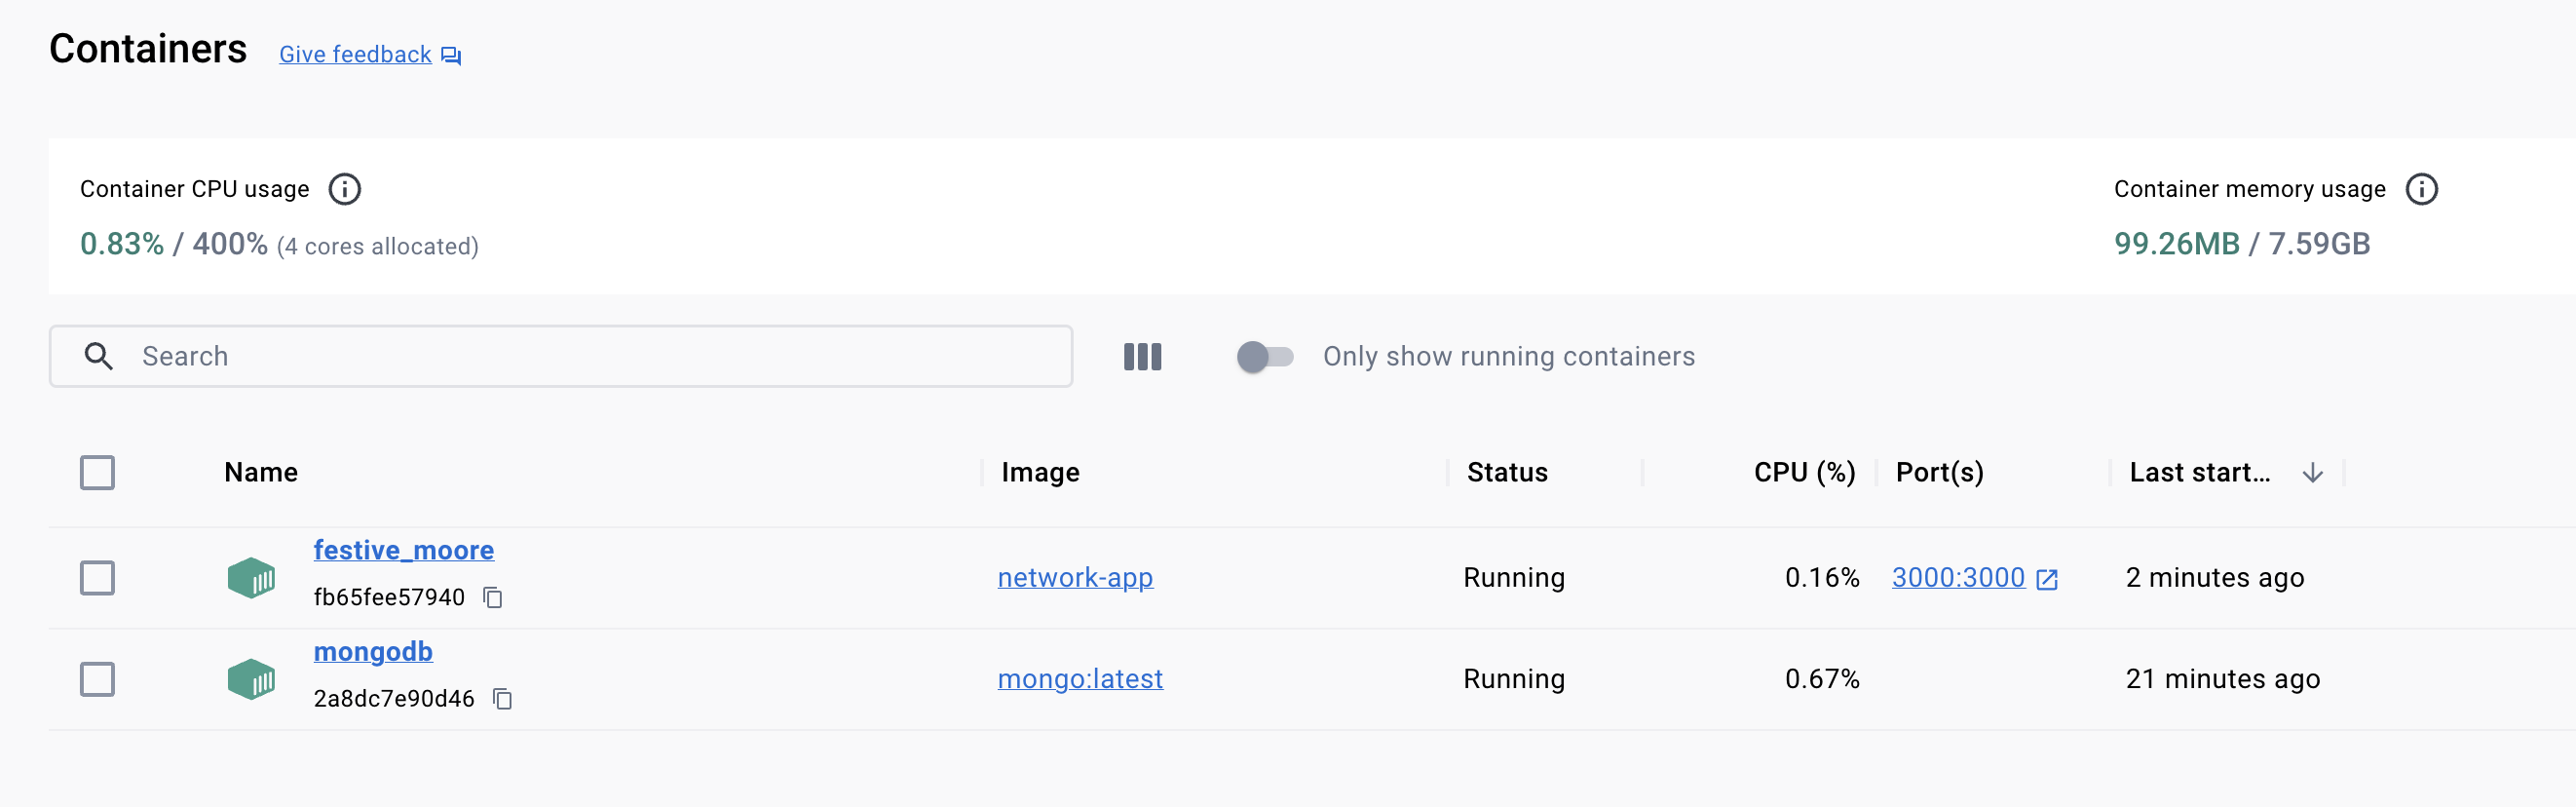 Containers Give feedback
Container CPU usage
0.83% / 400% (4 cores allocated)
Container memory usage
99.26MB / 7.59GB
Search
Only show running containers
Name Image Status CPU (%) Port(s) Last start...
festive_moore
fb65fee57940
network-app Running 0.16% 3000:3000 2 minutes ago
mongodb
2a8dc7e90d46
mongo:latest Running 0.67% 21 minutes ago